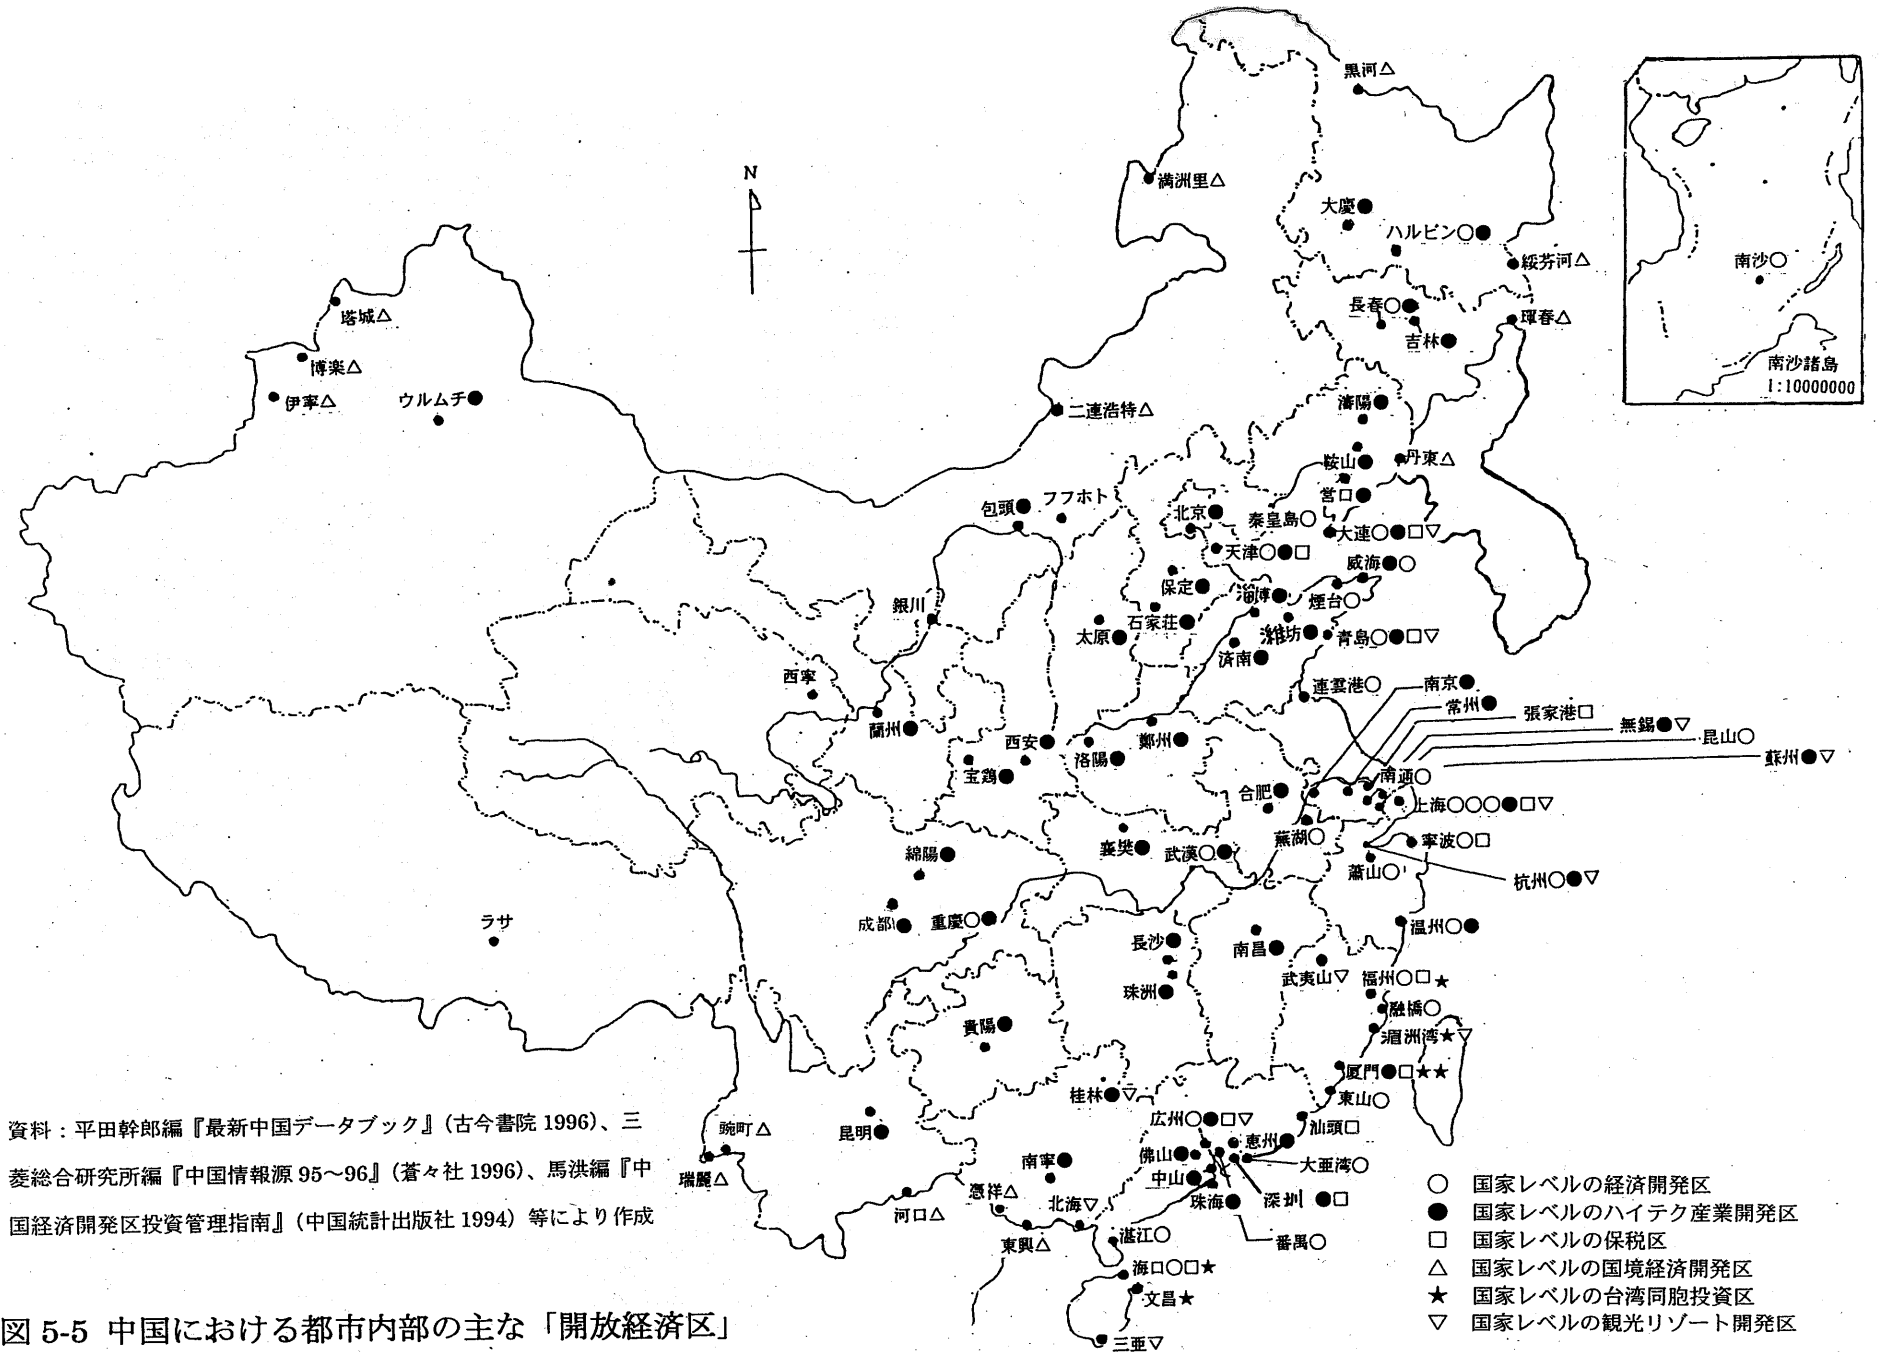 黒河△
満洲里△
大慶●
ハルビン○●
綏芬河△
長春○●
琿春△
吉林●
塔城△
博楽△
伊寧△
ウルムチ●
二連浩特△
瀋陽●
鞍山●
丹東△
営口●
N
南沙○
南沙諸島
1:10000000
包頭●
フフホト
北京●
秦皇島○
大連○●□▽
天津○●□
威海●○
保定●
淄博●
煙台○
銀川
太原●
石家荘●
濰坊●
青島○●□▽
済南●
西寧
連雲港○
南京●
常州●
張家港□
無錫●▽
昆山○
蘇州●▽
蘭州●
西安●
洛陽●
鄭州●
宝鶏●
南通○
合肥●
上海○○○●□▽
蕪湖○
寧波○□
襄樊●
武漢○●
蕭山○
杭州○●▽
綿陽●
成都●
重慶○●
ラサ
温州○●
長沙●
南昌●
武夷山▽
福州○□★
株洲●
融橋○
湄洲湾★▽
貴陽●
厦門●□★★
桂林●▽
東山○
広州○●□▽
汕頭□
恵州●
昆明●
畹町△
佛山●
大亜湾○
瑞麗△
南寧●
中山●
憑祥△
北海▽
珠海●
深圳 ●□
河口△
東興△
湛江○
番禺○
海口○□★
文昌★
三亜▽
資料：平田幹郎編『最新中国データブック』（古今書院 1996）、三
菱総合研究所編『中国情報源 95～96』（蒼々社 1996）、馬洪編『中
国経済開発区投資管理指南』（中国統計出版社 1994）等により作成
○ 国家レベルの経済開発区
● 国家レベルのハイテク産業開発区
□ 国家レベルの保税区
△ 国家レベルの国境経済開発区
★ 国家レベルの台湾同胞投資区
▽ 国家レベルの観光リゾート開発区
図 5-5 中国における都市内部の主な「開放経済区」